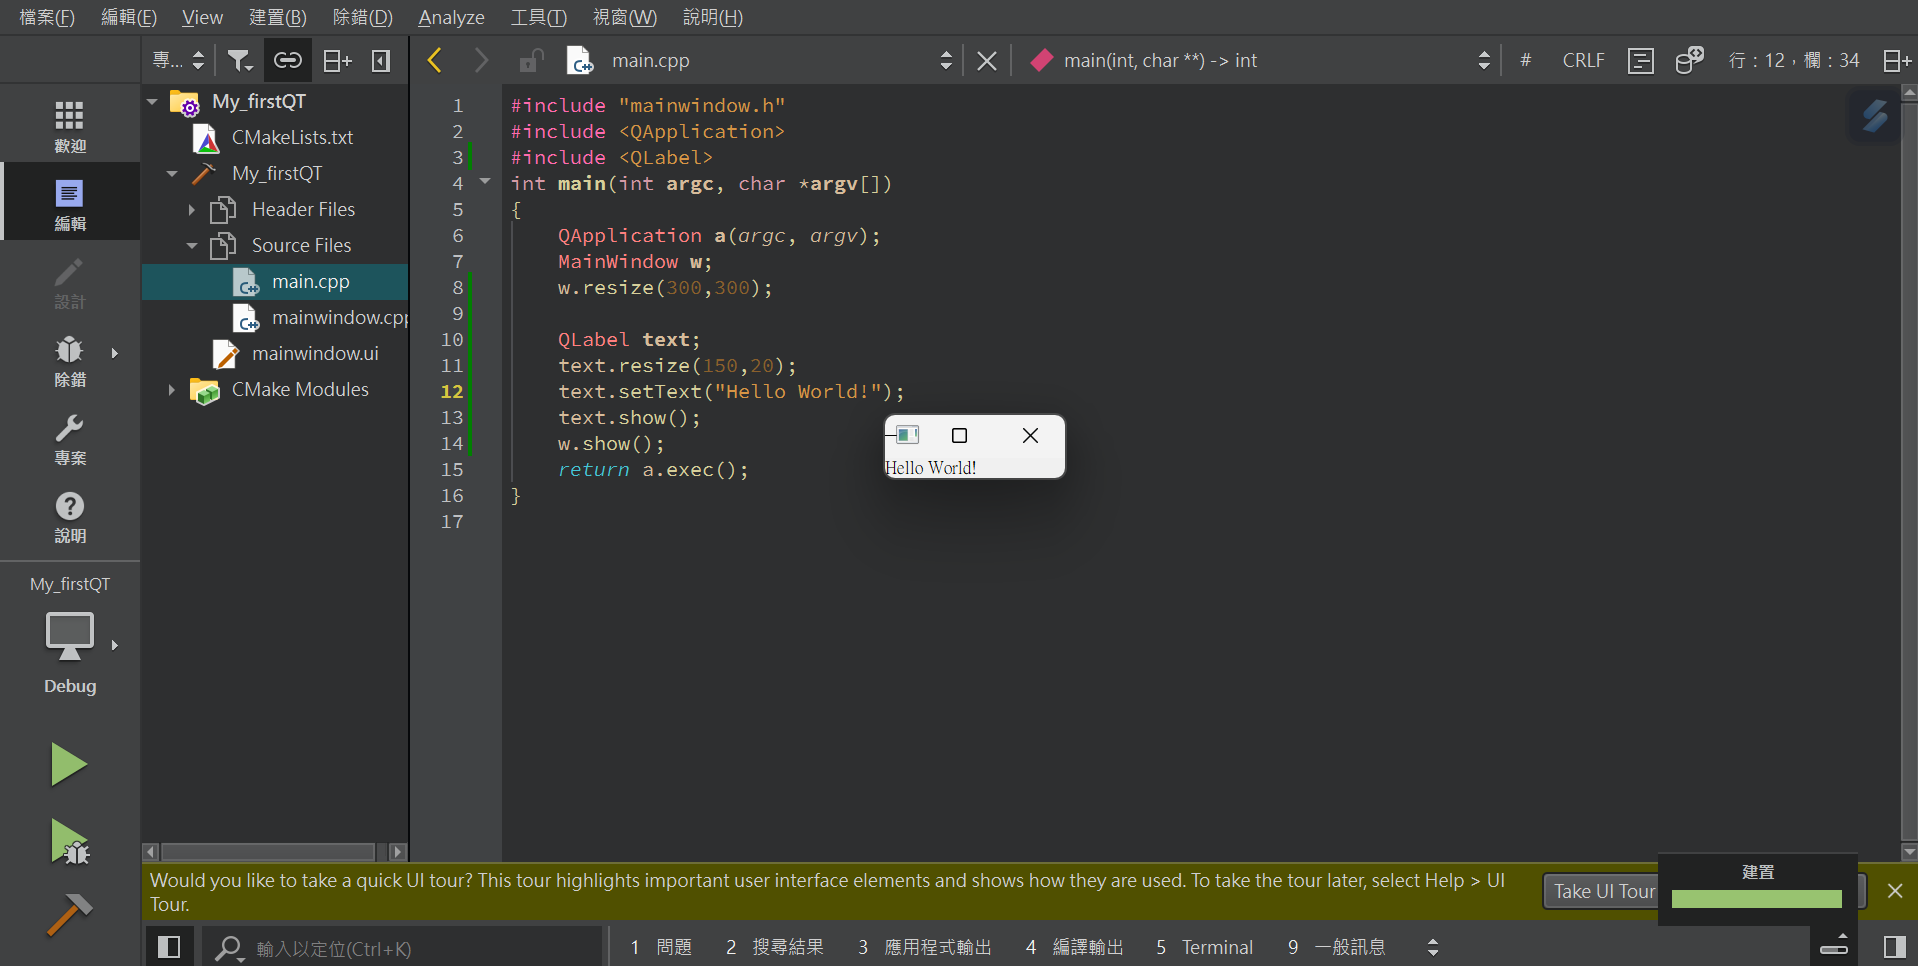 檔案(F) 編輯(E) View 建置(B) 除錯(D) Analyze 工具(T) 視窗(W) 說明(H)
專... main.cpp main(int, char **) -> int # CRLF 行：12，欄：34
歡迎
編輯
設計
除錯
專案
說明
My_firstQT
Debug
My_firstQT
CMakeLists.txt
My_firstQT
Header Files
Source Files
main.cpp
mainwindow.cpp
mainwindow.ui
CMake Modules
1 #include "mainwindow.h"
2 #include <QApplication>
3 #include <QLabel>
4 int main(int argc, char *argv[])
5 {
6 QApplication a(argc, argv);
7 MainWindow w;
8 w.resize(300,300);
9
10 QLabel text;
11 text.resize(150,20);
12 text.setText("Hello World!");
13 text.show();
14 w.show();
15 return a.exec();
16 }
17
Hello World!
Would you like to take a quick UI tour? This tour highlights important user interface elements and shows how they are used. To take the tour later, select Help > UI
Tour.
Take UI Tour
建置
輸入以定位(Ctrl+K) 1 問題 2 搜尋結果 3 應用程式輸出 4 編譯輸出 5 Terminal 9 一般訊息